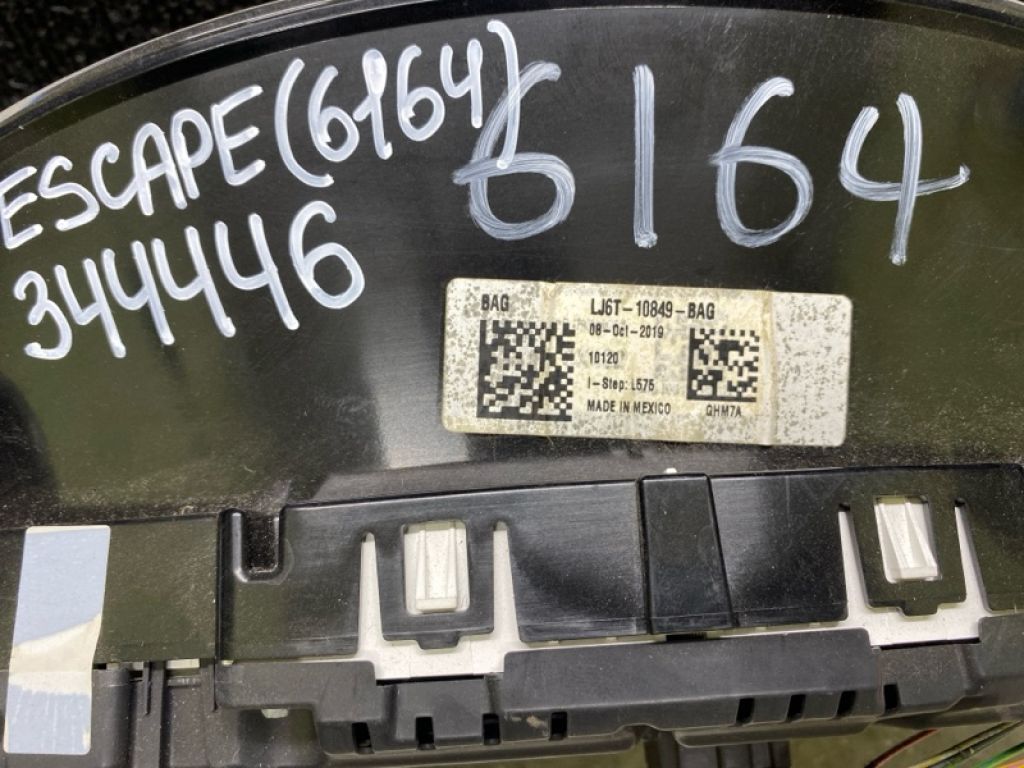 ESCAPE (6164)
344446
6164
BAG
LJ6T-10849-BAG
08-Oct-2019
10120
I-Step: L575
MADE IN MEXICO
GHM7A